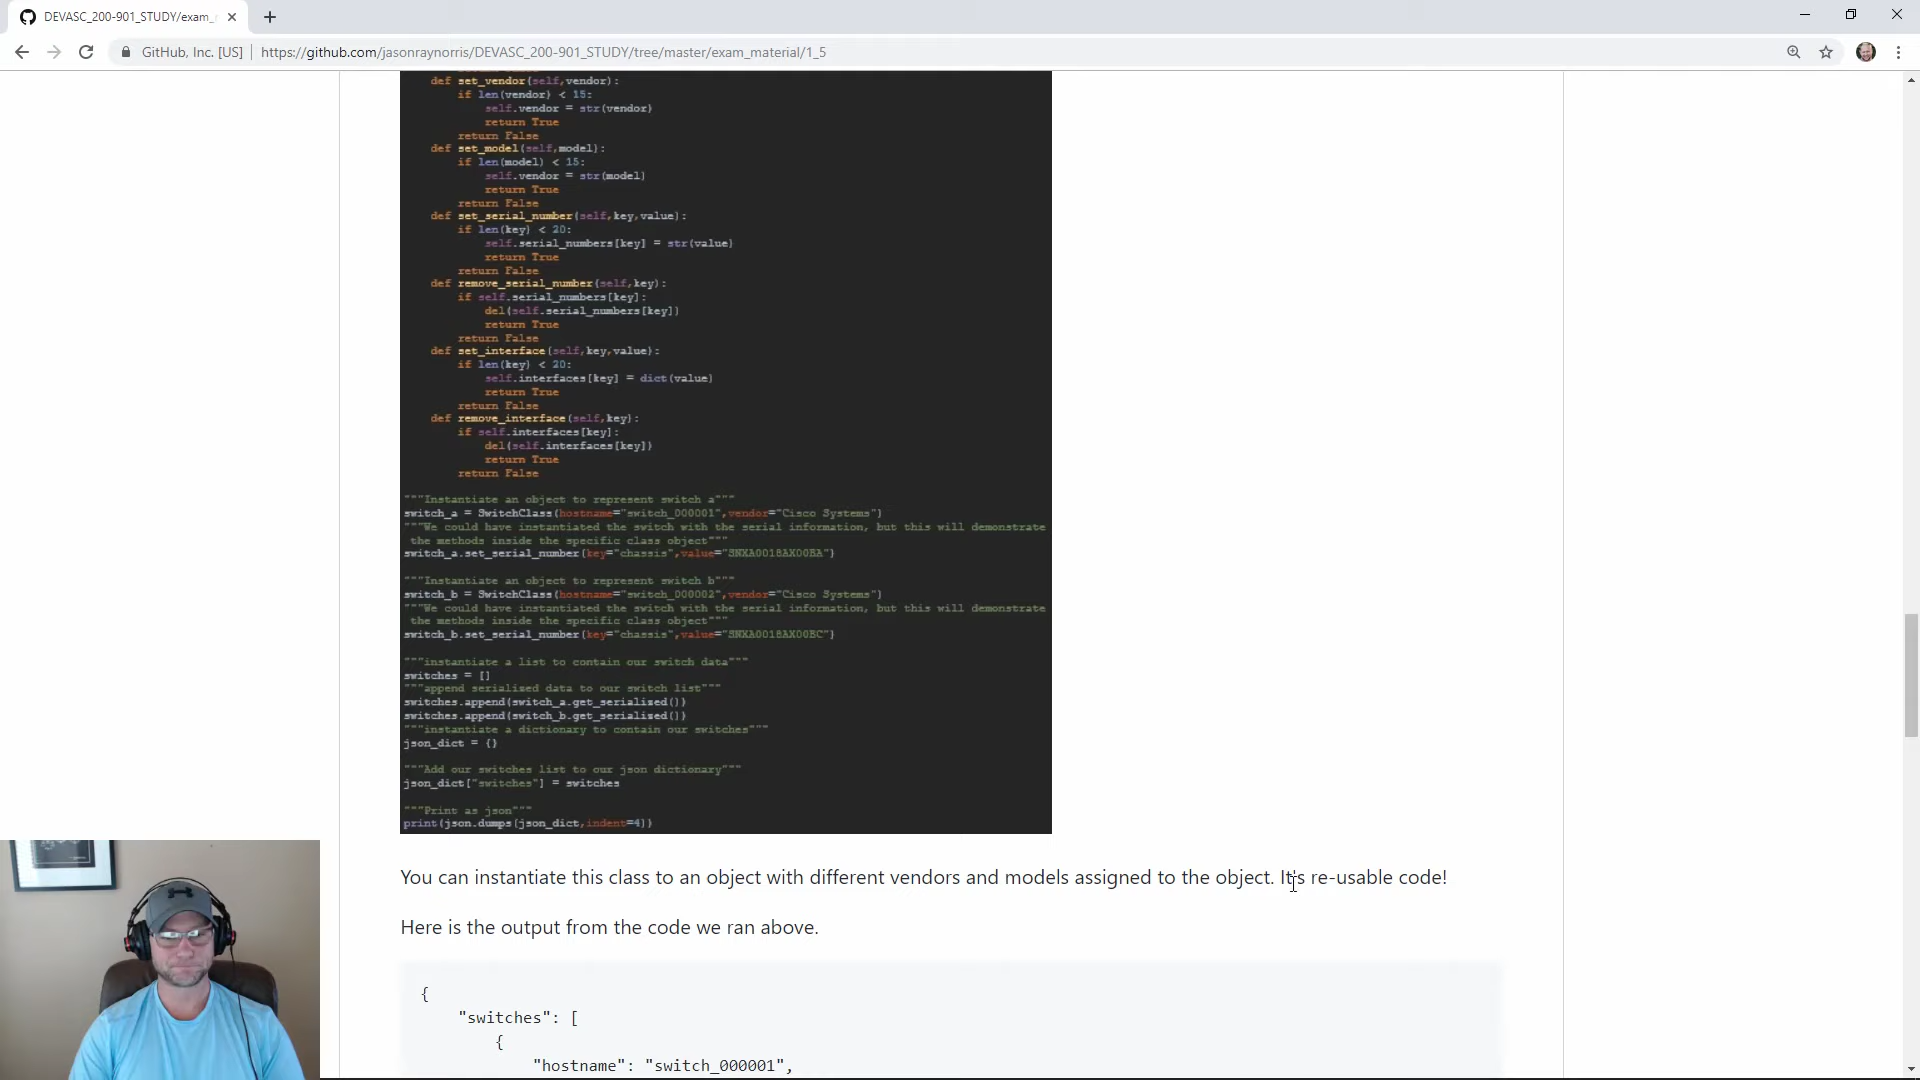 DEVASC_200-901_STUDY/exam_
GitHub, Inc. [US] https://github.com/jasonraynorris/DEVASC_200-901_STUDY/tree/master/exam_material/1_5
def set_vendor(self,vendor):
if len(vendor) < 15:
self.vendor = str(vendor)
return True
return False
def set_model(self,model):
if len(model) < 15:
self.vendor = str(model)
return True
return False
def set_serial_number(self,key,value):
if len(key) < 20:
self.serial_numbers[key] = str(value)
return True
return False
def remove_serial_number(self,key):
if self.serial_numbers[key]:
del(self.serial_numbers[key])
return True
return False
def set_interface(self,key,value):
if len(key) < 20:
self.interfaces[key] = dict(value)
return True
return False
def remove_interface(self,key):
if self.interfaces[key]:
del(self.interfaces[key])
return True
return False
"""Instantiate an object to represent switch a"""
switch_a = SwitchClass(hostname="switch_000001",vendor="Cisco Systems")
"""We could have instantiated the switch with the serial information, but this will demonstrate
the methods inside the specific class object"""
switch_a.set_serial_number(key="chassis",value="SNXA0018AX00BA")
"""Instantiate an object to represent switch b"""
switch_b = SwitchClass(hostname="switch_000002",vendor="Cisco Systems")
"""We could have instantiated the switch with the serial information, but this will demonstrate
the methods inside the specific class object"""
switch_b.set_serial_number(key="chassis",value="SNXA0018AX00BC")
"""instantiate a list to contain our switch data"""
switches = []
"""append serialized data to our switch list"""
switches.append(switch_a.get_serialized())
switches.append(switch_b.get_serialized())
"""instantiate a dictionary to contain our switches"""
json_dict = {}
"""Add our switches list to our json dictionary"""
json_dict["switches"] = switches
"""Print as json"""
print(json.dumps(json_dict,indent=4))
You can instantiate this class to an object with different vendors and models assigned to the object. It's re-usable code!
Here is the output from the code we ran above.
{
"switches": [
{
"hostname": "switch_000001",